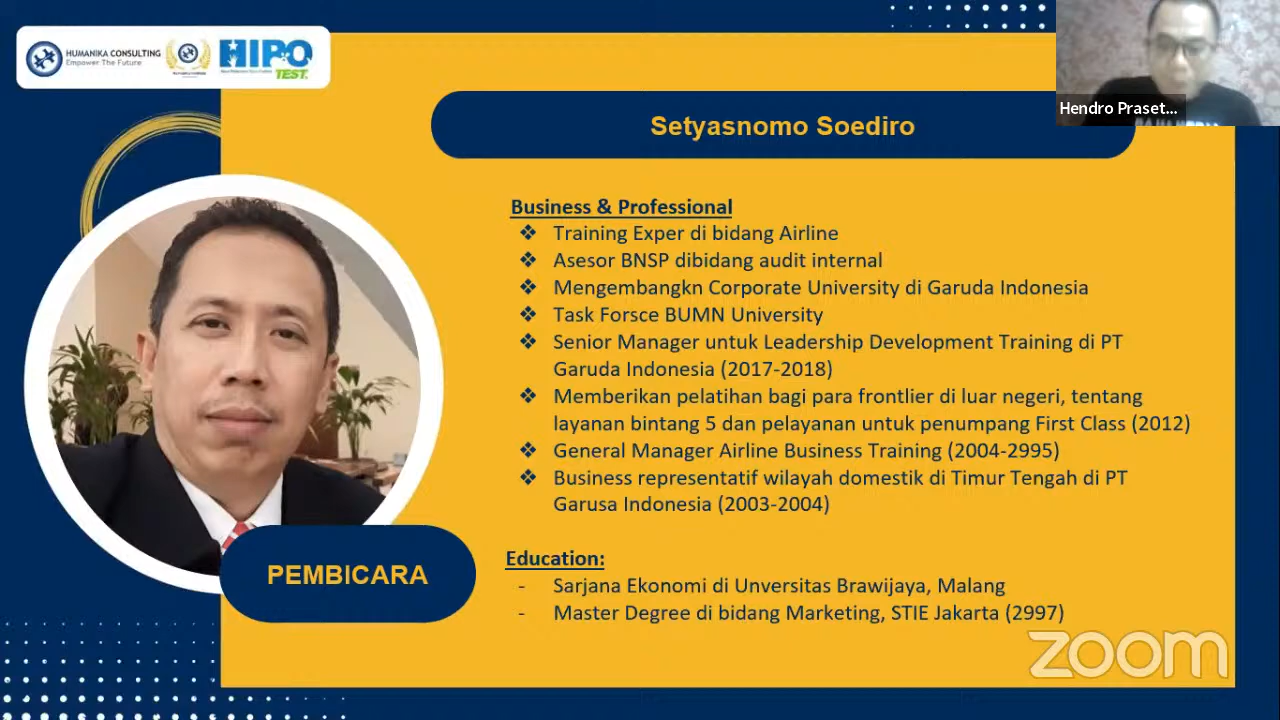 HUMANIKA CONSULTING
Empower The Future
HIPO
TEST.
Hendro Praset...
Setyasnomo Soediro
Business & Professional
❖ Training Exper di bidang Airline
❖ Asesor BNSP dibidang audit internal
❖ Mengembangkn Corporate University di Garuda Indonesia
❖ Task Forsce BUMN University
❖ Senior Manager untuk Leadership Development Training di PT
Garuda Indonesia (2017-2018)
❖ Memberikan pelatihan bagi para frontlier di luar negeri, tentang
layanan bintang 5 dan pelayanan untuk penumpang First Class (2012)
❖ General Manager Airline Business Training (2004-2995)
❖ Business representatif wilayah domestik di Timur Tengah di PT
Garusa Indonesia (2003-2004)
PEMBICARA
Education:
- Sarjana Ekonomi di Unversitas Brawijaya, Malang
- Master Degree di bidang Marketing, STIE Jakarta (2997)
zoom